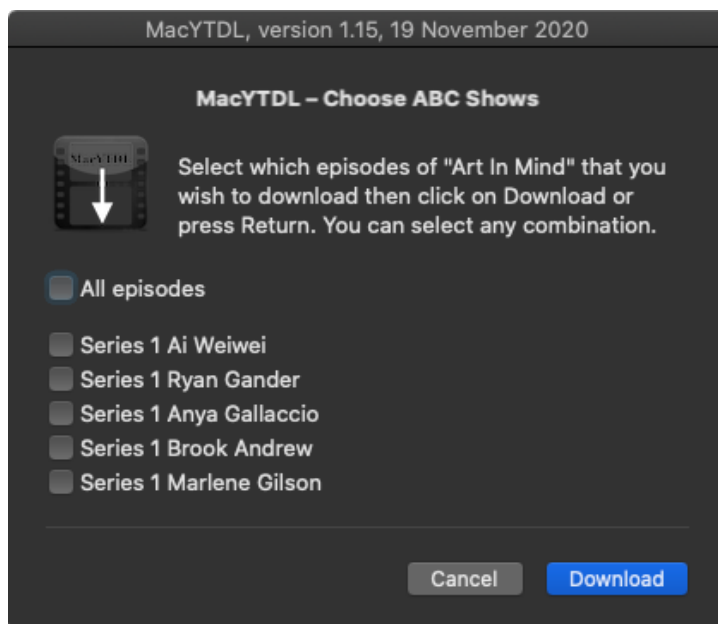 MacYTDL, version 1.15, 19 November 2020
MacYTDL – Choose ABC Shows
MacYTDL
Select which episodes of "Art In Mind" that you
wish to download then click on Download or
press Return. You can select any combination.
All episodes
Series 1 Ai Weiwei
Series 1 Ryan Gander
Series 1 Anya Gallaccio
Series 1 Brook Andrew
Series 1 Marlene Gilson
Cancel
Download